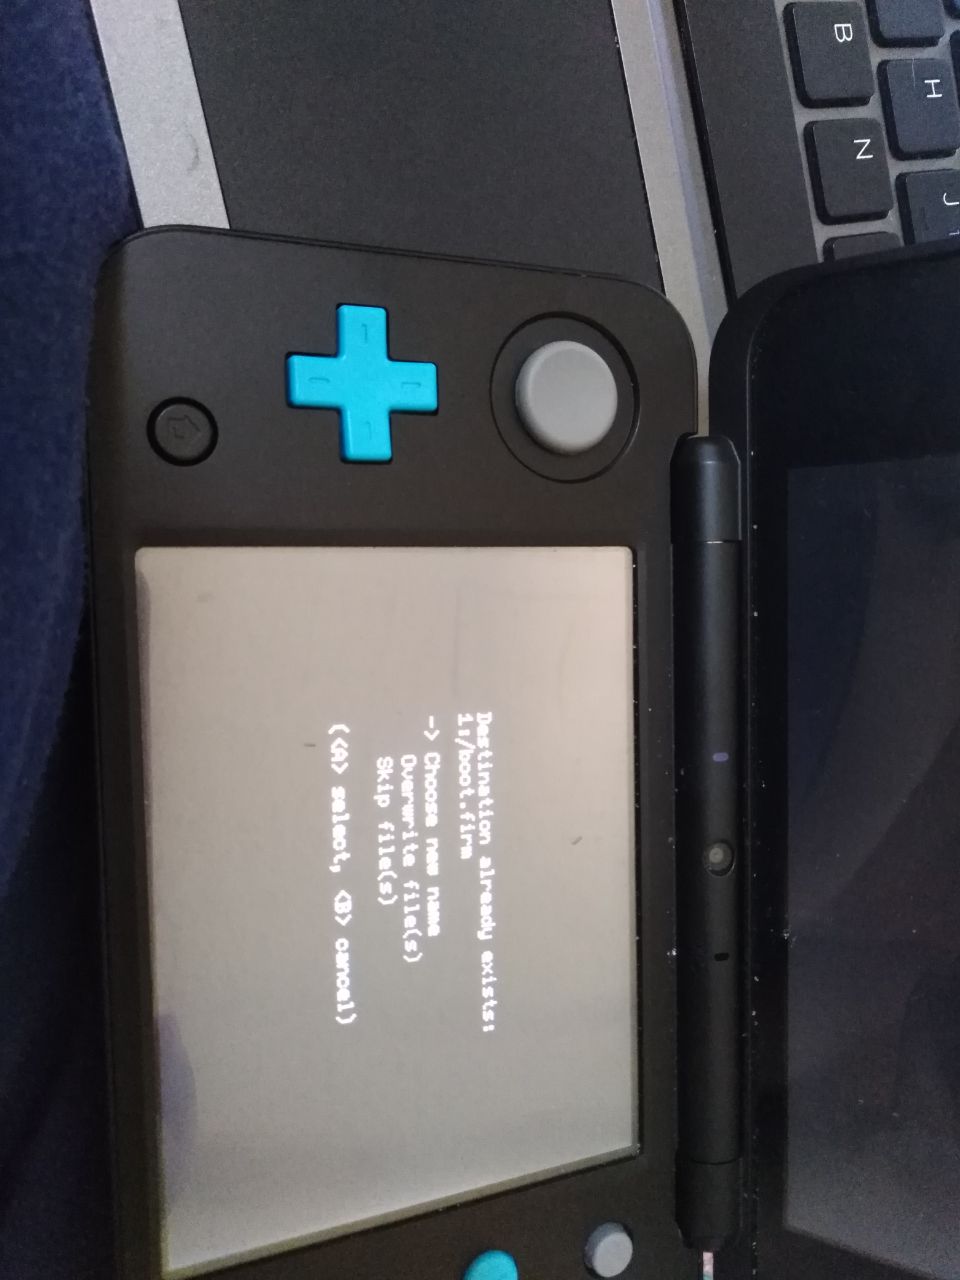 Destination already exists:
1:/boot.firm
-> Choose new name
Overwrite file(s)
Skip file(s)
(<A> select, <B> cancel)
B
H
N
J